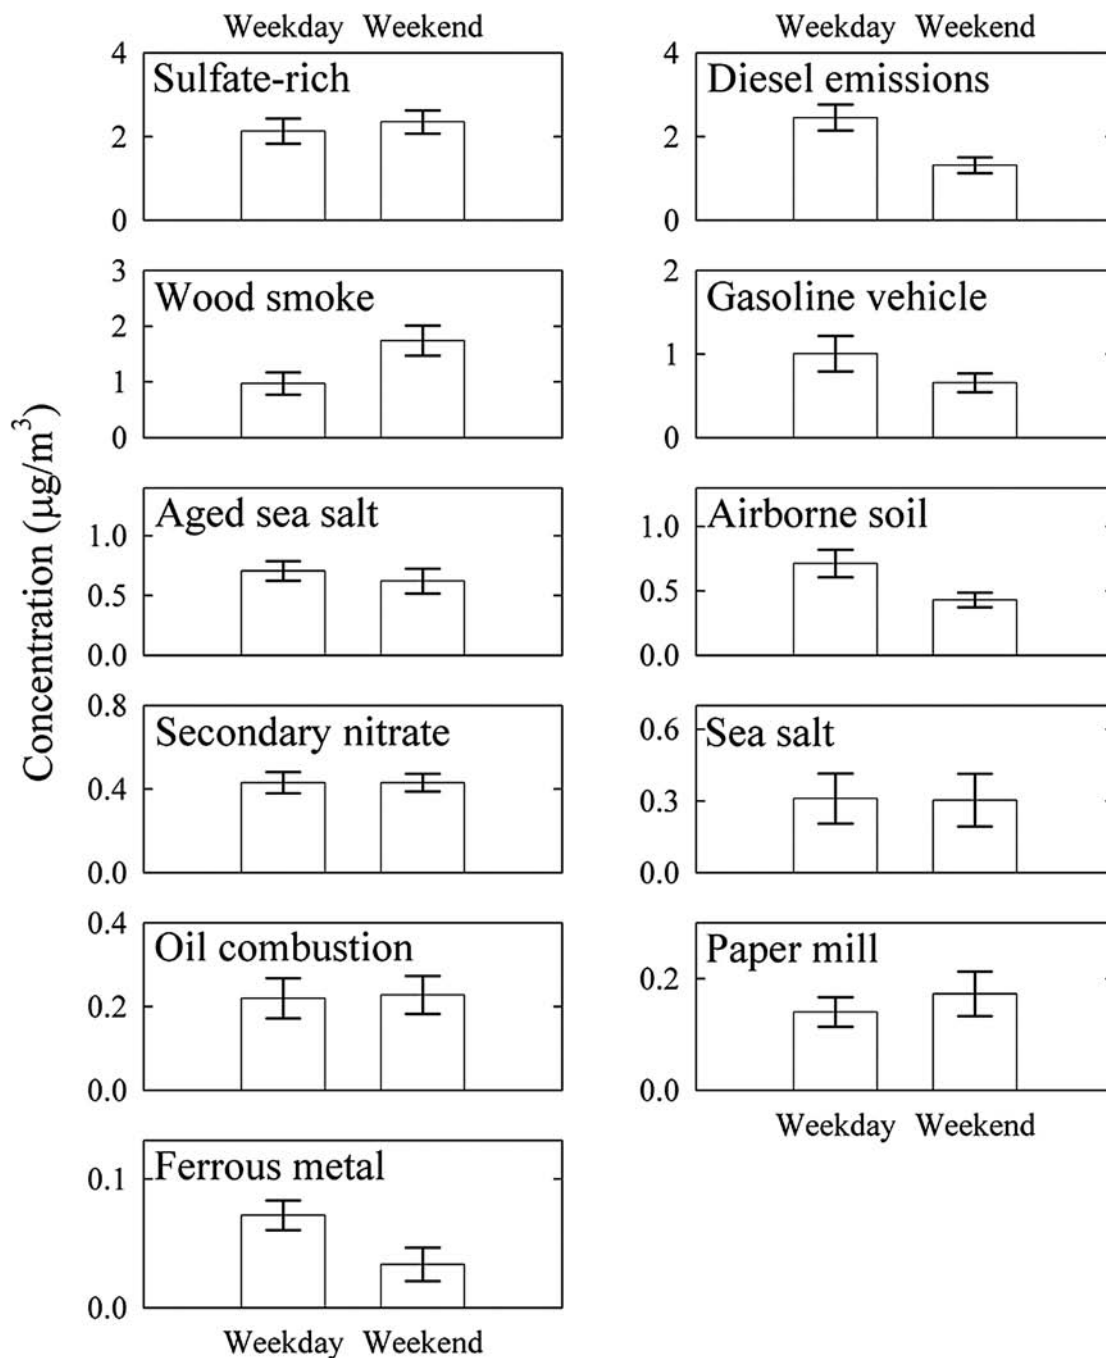 Weekday Weekend
Weekday Weekend
Concentration (µg/m³)
4
Sulfate-rich
2
0
4
Diesel emissions
2
0
3
Wood smoke
2
1
0
2
Gasoline vehicle
1
0
Aged sea salt
1.0
0.5
0.0
Airborne soil
1.0
0.5
0.0
0.8
Secondary nitrate
0.4
0.0
Sea salt
0.6
0.3
0.0
0.4
Oil combustion
0.2
0.0
Paper mill
0.2
0.0
Weekday Weekend
Ferrous metal
0.1
0.0
Weekday Weekend